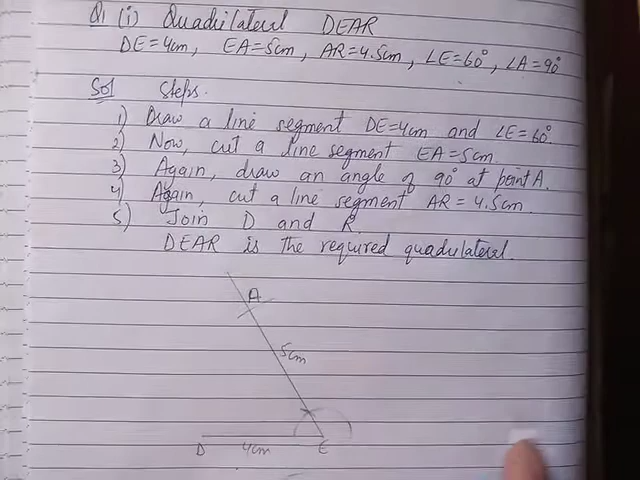 Q1 (i) Quadrilateral DEAR
DE=4cm, EA=5cm, AR=4.5cm, ∠E=60°, ∠A=90°
Sol Steps.
1) Draw a line segment DE=4cm and ∠E=60°.
2) Now, cut a line segment EA=5cm.
3) Again, draw an angle of 90° at point A.
4) Again, cut a line segment AR = 4.5cm.
5) Join D and R.
DEAR is the required quadrilateral.
A
5cm
D 4cm E